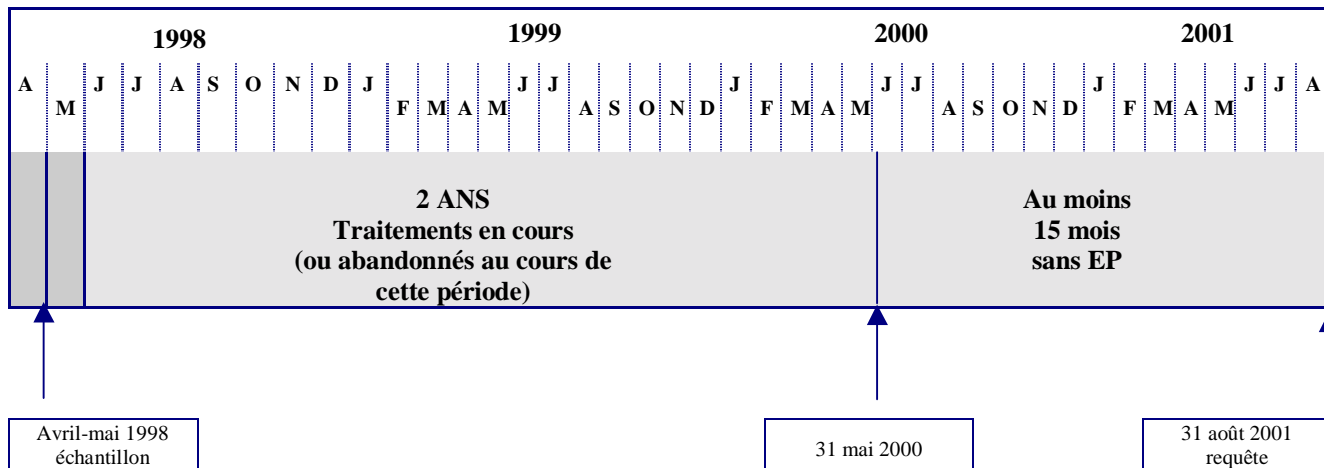 1998 1999 2000 2001
A M J J A S O N D J F M A M J J A S O N D J F M A M J J A S O N D J F M A M J J A
2 ANS
Traitements en cours
(ou abandonnés au cours de
cette période)
Au moins
15 mois
sans EP
Avril-mai 1998
échantillon
31 mai 2000
31 août 2001
requête